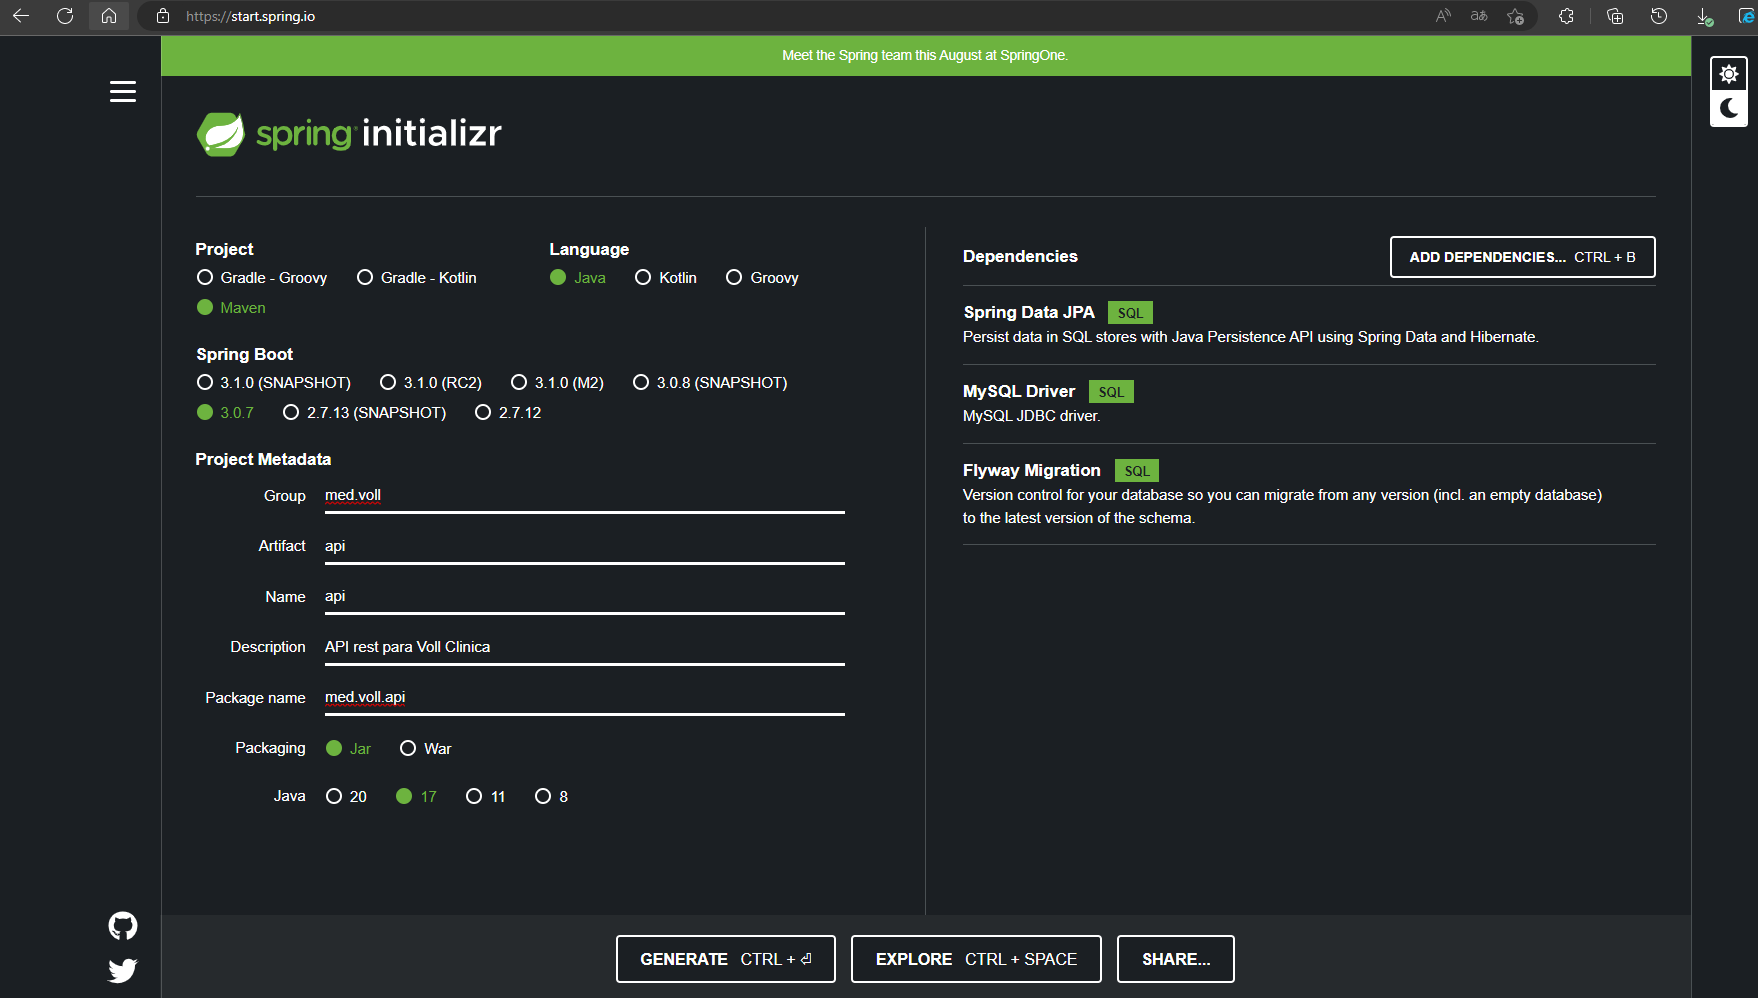 https://start.spring.io
Meet the Spring team this August at SpringOne.
spring initializr
Project
Gradle - Groovy Gradle - Kotlin
Maven
Language
Java Kotlin Groovy
Spring Boot
3.1.0 (SNAPSHOT) 3.1.0 (RC2) 3.1.0 (M2) 3.0.8 (SNAPSHOT)
3.0.7 2.7.13 (SNAPSHOT) 2.7.12
Project Metadata
Group med.voll
Artifact api
Name api
Description API rest para Voll Clinica
Package name med.voll.api
Packaging Jar War
Java 20 17 11 8
Dependencies ADD DEPENDENCIES... CTRL + B
Spring Data JPA SQL
Persist data in SQL stores with Java Persistence API using Spring Data and Hibernate.
MySQL Driver SQL
MySQL JDBC driver.
Flyway Migration SQL
Version control for your database so you can migrate from any version (incl. an empty database)
to the latest version of the schema.
GENERATE CTRL + ⏎ EXPLORE CTRL + SPACE SHARE...